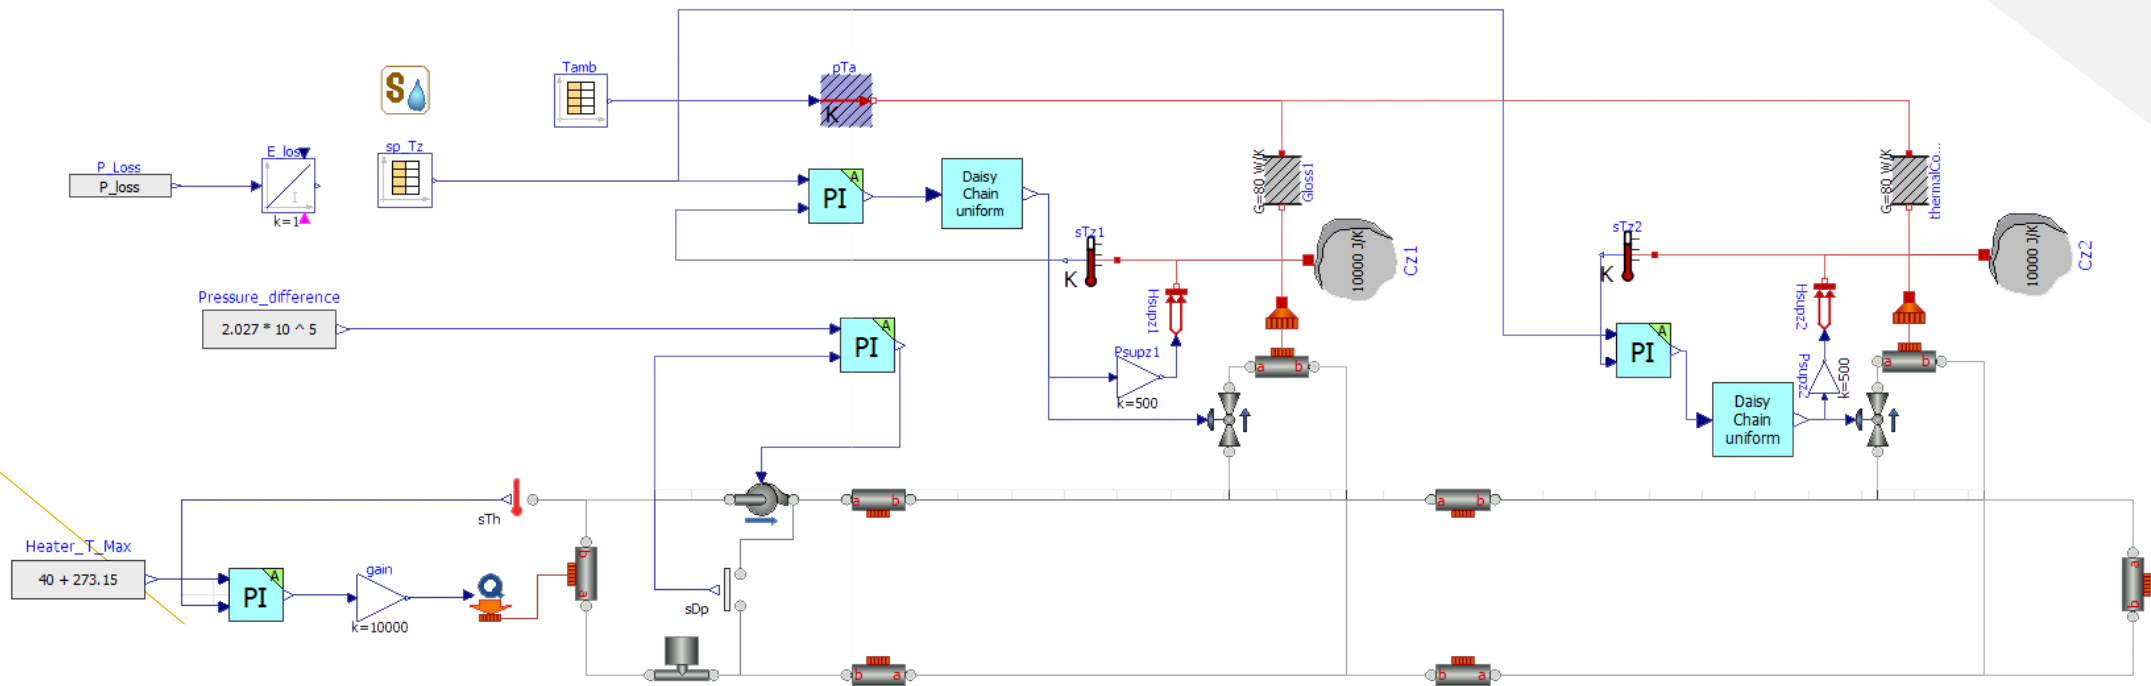 Tamb
pTa
K
S
P_Loss
P_loss
E_los
I
k=1
sp_Tz
PI
A
Daisy
Chain
uniform
G=80 W/K
Gloss1
G=80 W/K
thermalCo...
sTz1
K
10000 J/K
Cz1
sTz2
K
10000 J/K
Cz2
Pressure_difference
2.027 * 10 ^ 5
PI
A
Hsupz1
Psupz1
k=500
a b
PI
A
Hsupz2
Psupz2
k=500
a b
Daisy
Chain
uniform
sTh
a b
a b
Heater_T_Max
40 + 273.15
PI
A
gain
k=10000
Q
b
a
sDp
a
b
b a
b a